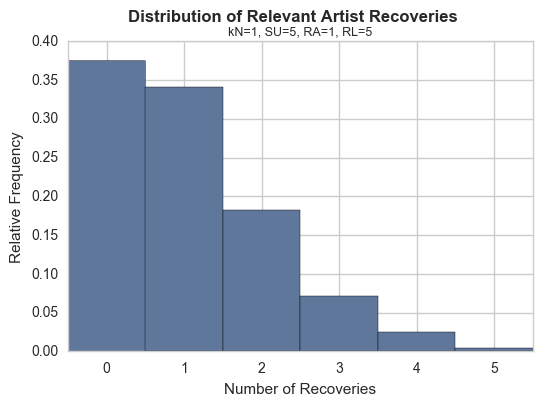 Distribution of Relevant Artist Recoveries
kN=1, SU=5, RA=1, RL=5
Relative Frequency
0.40
0.35
0.30
0.25
0.20
0.15
0.10
0.05
0.00
0 1 2 3 4 5
Number of Recoveries